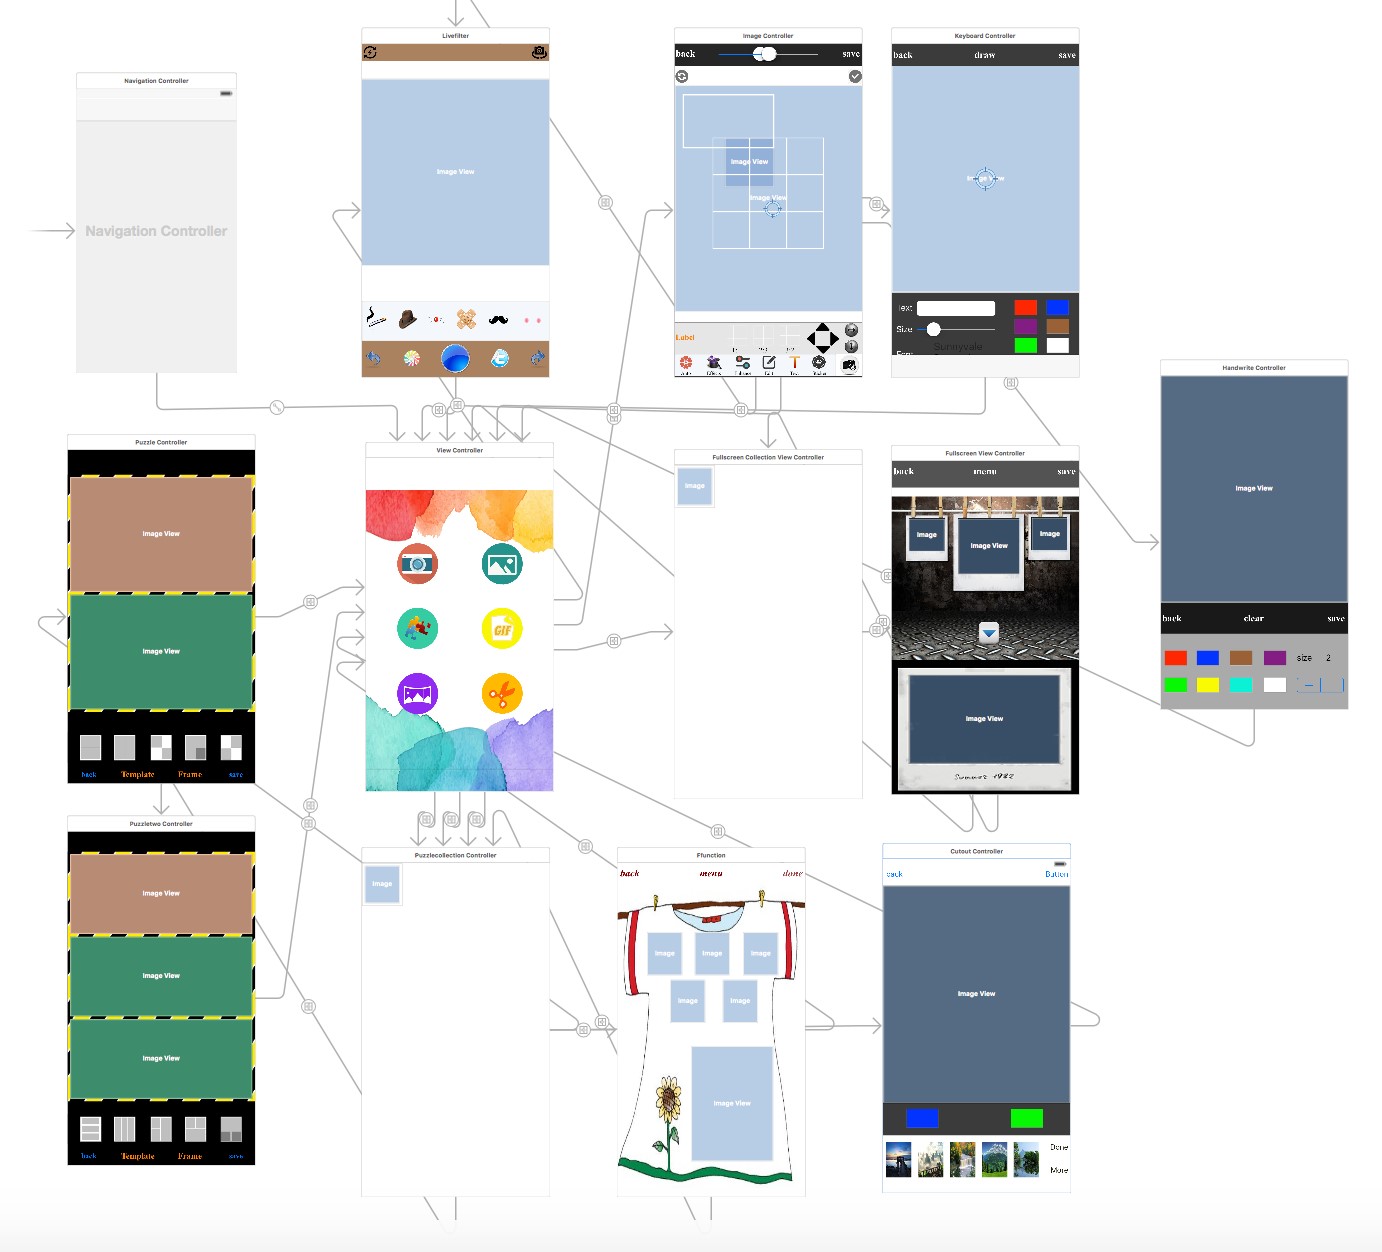 Livefilter
Image View
Image Controller
back
save
Image View
Image View
Label
Text
Keyboard Controller
back
draw
save
Text
Size
Sunnyvale
Navigation Controller
Navigation Controller
Handwrite Controller
Image View
back
clear
save
size
2
Puzzle Controller
Image View
Image View
back
Template
Frame
save
View Controller
GIF
Fullscreen Collection View Controller
Image
Fullscreen View Controller
back
menu
save
Image
Image View
Image
Image View
Summer 1982
Puzzletwo Controller
Image View
Image View
Image View
back
Template
Frame
save
Puzzlecollection Controller
Image
Ffunction
back
menu
done
Image
Image
Image
Image
Image
Image View
Cutout Controller
back
Button
Image View
Done
More